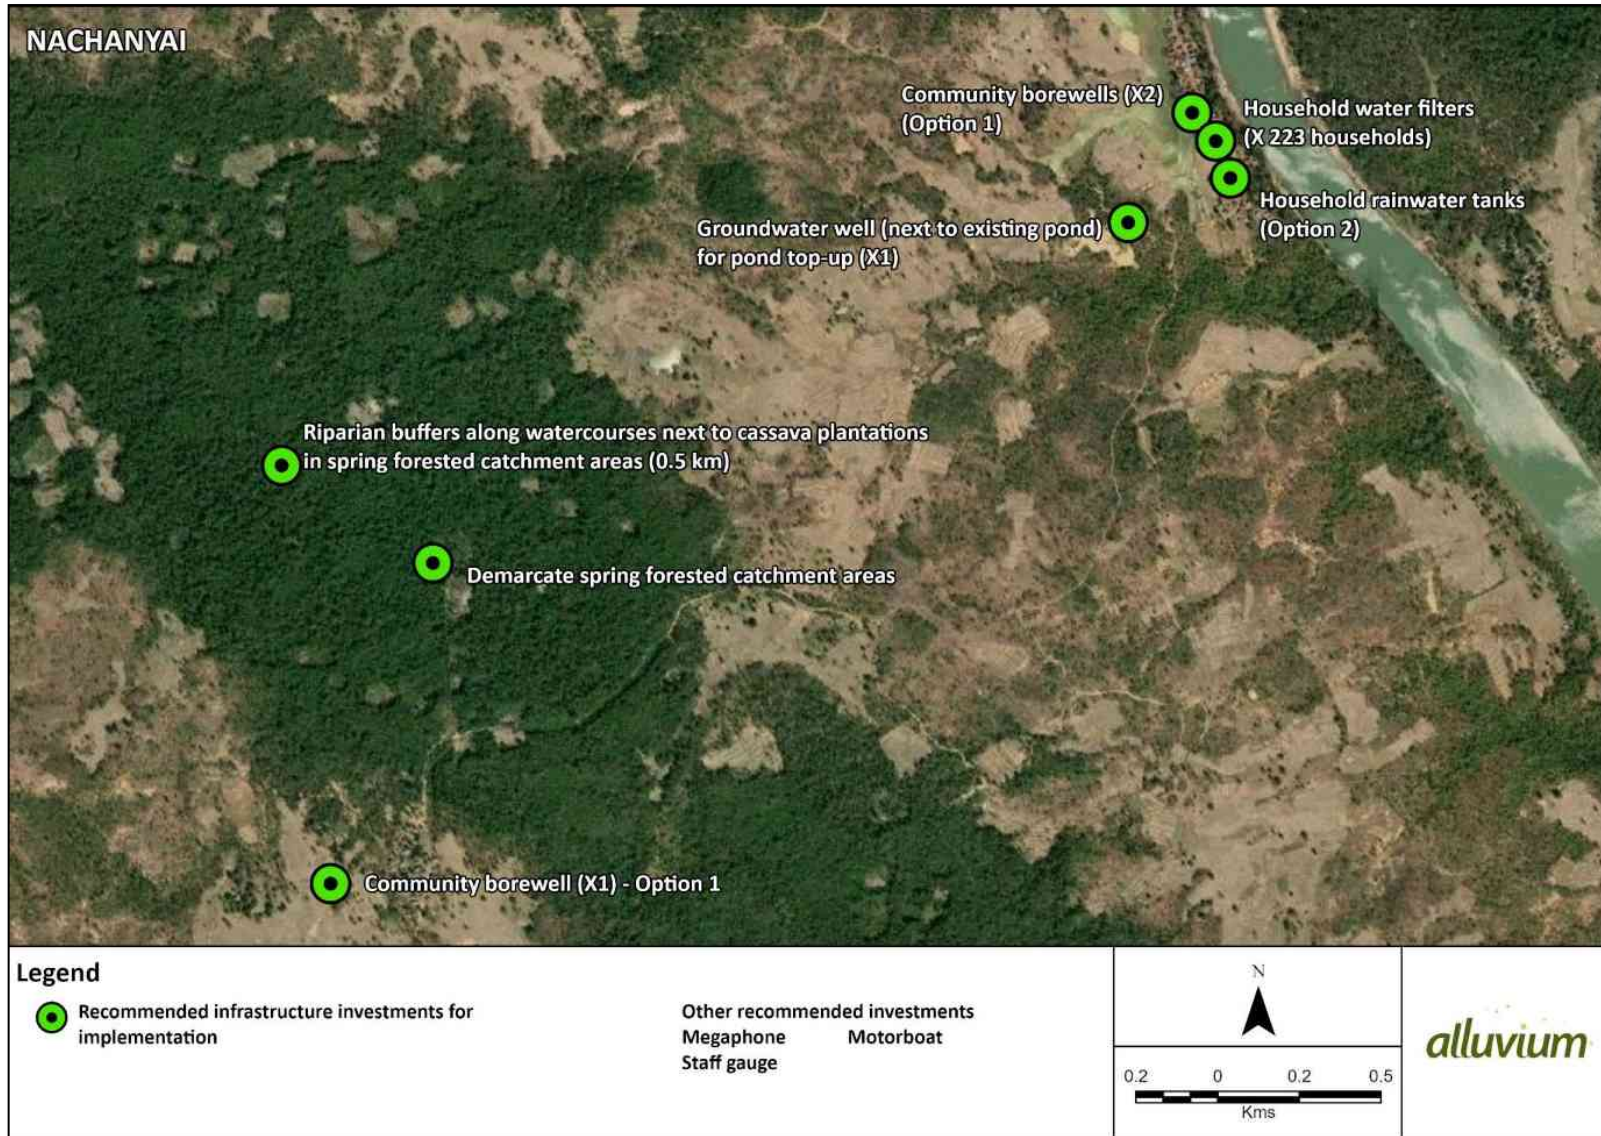 NACHANYAI
Community borewells (X2)
(Option 1)
Household water filters
(X 223 households)
Household rainwater tanks
(Option 2)
Groundwater well (next to existing pond)
for pond top-up (X1)
Riparian buffers along watercourses next to cassava plantations
in spring forested catchment areas (0.5 km)
Demarcate spring forested catchment areas
Community borewell (X1) - Option 1
Legend
Recommended infrastructure investments for
implementation
Other recommended investments
Megaphone Motorboat
Staff gauge
N
0.2 0 0.2 0.5
Kms
alluvium